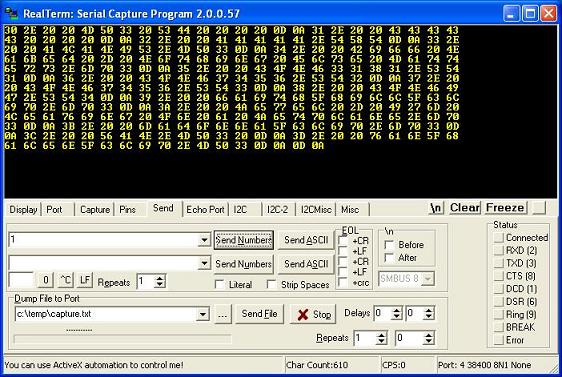 RealTerm: Serial Capture Program 2.0.0.57
30 2E 20 20 4D 50 33 20 53 44 20 20 20 20 0D 0A 31 2E 20 20 43 43 43 43
43 20 20 20 20 0D 0A 32 2E 20 20 41 41 41 41 41 2E 54 58 54 0D 0A 33 2E
20 20 41 4C 41 4E 49 53 2E 4D 50 33 0D 0A 34 2E 20 20 42 69 66 66 20 4E
61 6B 65 64 20 2D 20 4E 6F 74 68 69 6E 67 20 45 6C 73 65 20 4D 61 74 74
65 72 73 2E 6D 70 33 0D 0A 35 2E 20 20 43 4F 4E 46 33 31 38 31 2E 53 54
31 0D 0A 36 2E 20 20 43 4F 4E 46 37 34 35 36 2E 53 54 32 0D 0A 37 2E 20
20 43 4F 4E 46 37 34 35 36 2E 53 54 33 0D 0A 38 2E 20 20 43 4F 4E 46 49
47 2E 53 54 34 0D 0A 39 2E 20 20 66 61 69 74 68 5F 68 69 6C 6C 5F 63 6C
69 70 2E 6D 70 33 0D 0A 3A 2E 20 20 4A 65 77 65 6C 20 2D 20 49 27 6D 20
4C 65 61 76 69 6E 67 20 4F 6E 20 61 20 4A 65 74 70 6C 61 6E 65 2E 6D 70
33 0D 0A 3B 2E 20 20 6D 61 64 6F 6E 6E 61 5F 63 6C 69 70 2E 6D 70 33 0D
0A 3C 2E 20 20 56 41 4E 2E 4D 50 33 0D 0A 3D 2E 20 20 76 61 6E 5F 68
61 6C 65 6E 5F 63 6C 69 70 2E 4D 50 33 0D 0A 0D 0A
Display Port Capture Pins Send Echo Port I2C I2C-2 I2CMisc Misc \n Clear Freeze
1 Send Numbers Send ASCII
Send Numbers Send ASCII
0 ^C LF Repeats 1 Literal Strip Spaces
EOL
+CR
+LF
+CR
+LF
+crc
\n
Before
After
SMBUS 8
Dump File to Port
c:\temp\capture.txt ... Send File Stop Delays 0 0
Repeats 1 0
Status
Connected
RXD (2)
TXD (3)
CTS (8)
DCD (1)
DSR (6)
Ring (9)
BREAK
Error
You can use ActiveX automation to control me! Char Count:610 CPS:0 Port: 4 38400 8N1 None